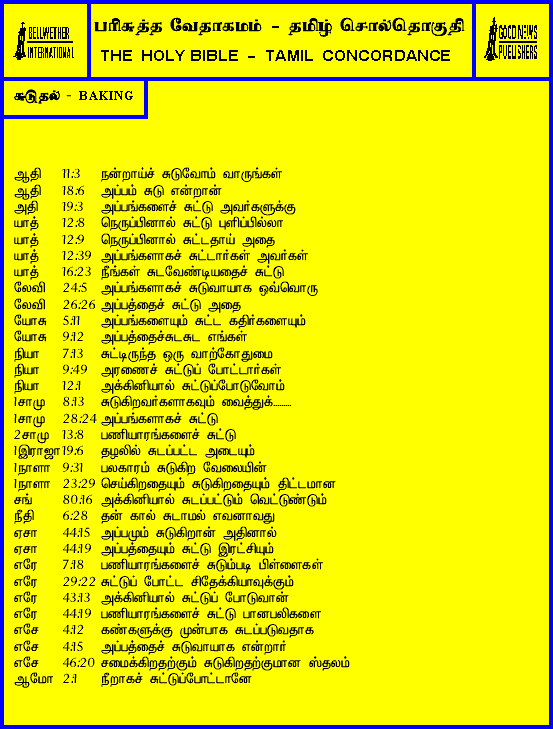 BELLWETHER
INTERNATIONAL
பரிசுத்த வேதாகமம் - தமிழ் சொல்தொகுதி
THE HOLY BIBLE - TAMIL CONCORDANCE
GOOD NEWS
PUBLISHERS
சுடுதல் - BAKING
ஆதி 11:3 நன்றாய்ச் சுடுவோம் வாருங்கள்
ஆதி 18:6 அப்பம் சுடு என்றான்
அதி 19:3 அப்பங்களைச் சுட்டு அவர்களுக்கு
யாத் 12:8 நெருப்பினால் சுட்டு புளிப்பில்லா
யாத் 12:9 நெருப்பினால் சுட்டதாய் அதை
யாத் 12:39 அப்பங்களாகச் சுட்டார்கள் அவர்கள்
யாத் 16:23 நீங்கள் சுடவேண்டியதைச் சுட்டு
லேவி 24:5 அப்பங்களாகச் சுடுவாயாக ஒவ்வொரு
லேவி 26:26 அப்பத்தைச் சுட்டு அதை
யோசு 5:11 அப்பங்களையும் சுட்ட கதிர்களையும்
யோசு 9:12 அப்பத்தைச்சுடசுட எங்கள்
நியா 7:13 சுட்டிருந்த ஒரு வாற்கோதுமை
நியா 9:49 அரணைச் சுட்டுப் போட்டார்கள்
நியா 12:1 அக்கினியால் சுட்டுப்போடுவோம்
1சாமு 8:13 சுடுகிறவர்களாகவும் வைத்துக்.........
1சாமு 28:24 அப்பங்களாகச் சுட்டு
2சாமு 13:8 பணியாரங்களைச் சுட்டு
1இராஜா 19:6 தழலில் சுடப்பட்ட அடையும்
1நாளா 9:31 பலகாரம் சுடுகிற வேலையின்
1நாளா 23:29 செய்கிறதையும் சுடுகிறதையும் திட்டமான
சங் 80:16 அக்கினியால் சுடப்பட்டும் வெட்டுண்டும்
நீதி 6:28 தன் கால் சுடாமல் எவனாவது
ஏசா 44:15 அப்பமும் சுடுகிறான் அதினால்
ஏசா 44:19 அப்பத்தையும் சுட்டு இரட்சியும்
எரே 7:18 பணியாரங்களைச் சுடும்படி பிள்ளைகள்
எரே 29:22 சுட்டுப் போட்ட சிதேக்கியாவுக்கும்
எரே 43:13 அக்கினியால் சுட்டுப் போடுவான்
எரே 44:19 பணியாரங்களைச் சுட்டு பானபலிகளை
எசே 4:12 கண்களுக்கு முன்பாக சுடப்படுவதாக
எசே 4:15 அப்பத்தைச் சுடுவாயாக என்றார்
எசே 46:20 சமைக்கிறதற்கும் சுடுகிறதற்குமான ஸ்தலம்
ஆமோ 2:1 நீறாகச் சுட்டுப்போட்டானே